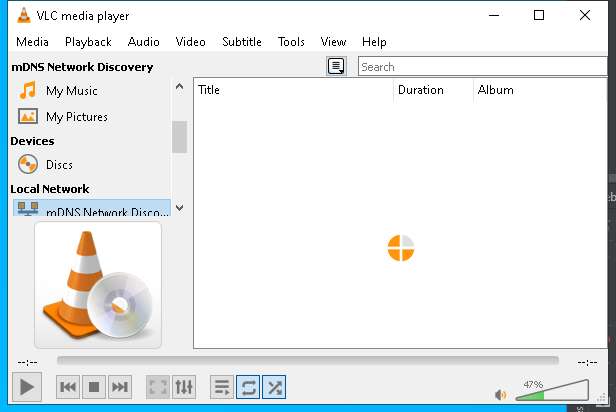 VLC media player
Media Playback Audio Video Subtitle Tools View Help
mDNS Network Discovery
Search
My Music
My Pictures
Devices
Discs
Local Network
mDNS Network Disco...
Title Duration Album
--:-- --:--
47%